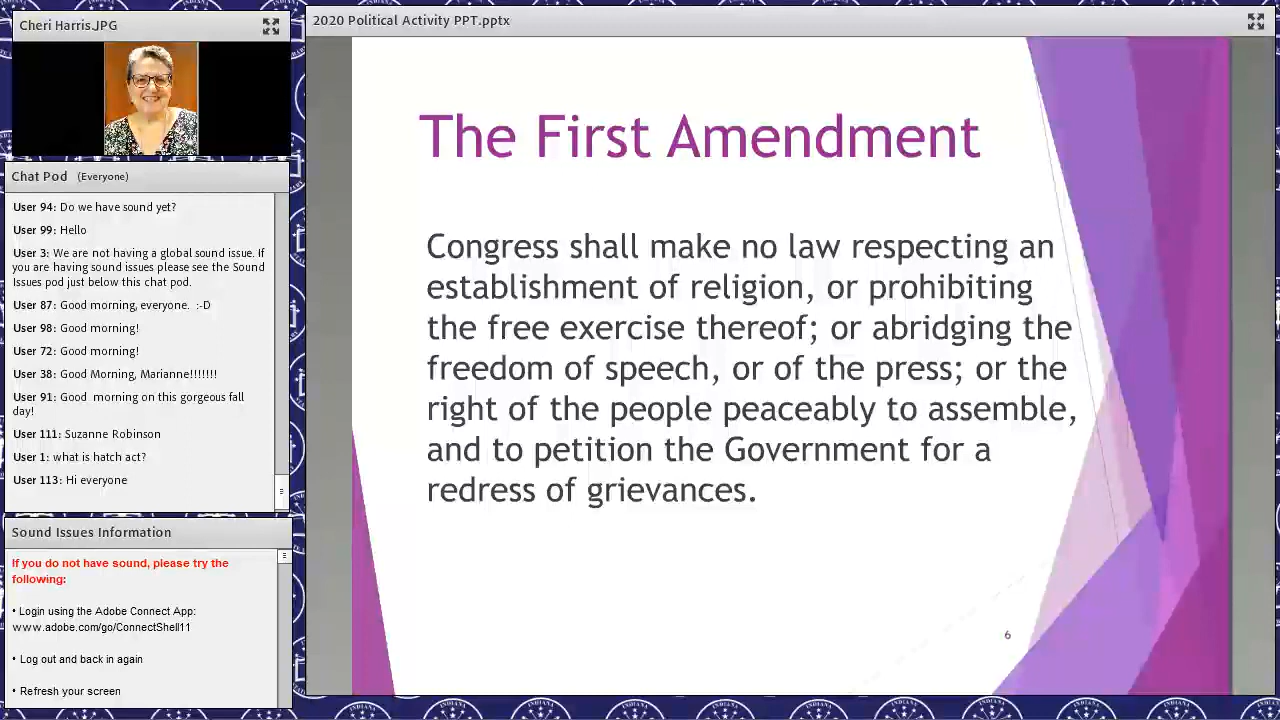 Cheri Harris.JPG
Chat Pod (Everyone)
User 94: Do we have sound yet?
User 99: Hello
User 3: We are not having a global sound issue. If
you are having sound issues please see the Sound
Issues pod just below this chat pod.
User 87: Good morning, everyone. :-D
User 98: Good morning!
User 72: Good morning!
User 38: Good Morning, Marianne!!!!!!!
User 91: Good morning on this gorgeous fall
day!
User 111: Suzanne Robinson
User 1: what is hatch act?
User 113: Hi everyone
Sound Issues Information
If you do not have sound, please try the
following:
• Login using the Adobe Connect App:
www.adobe.com/go/ConnectShell11
• Log out and back in again
• Refresh your screen
2020 Political Activity PPT.pptx
The First Amendment
Congress shall make no law respecting an
establishment of religion, or prohibiting
the free exercise thereof; or abridging the
freedom of speech, or of the press; or the
right of the people peaceably to assemble,
and to petition the Government for a
redress of grievances.
6
INDIANA